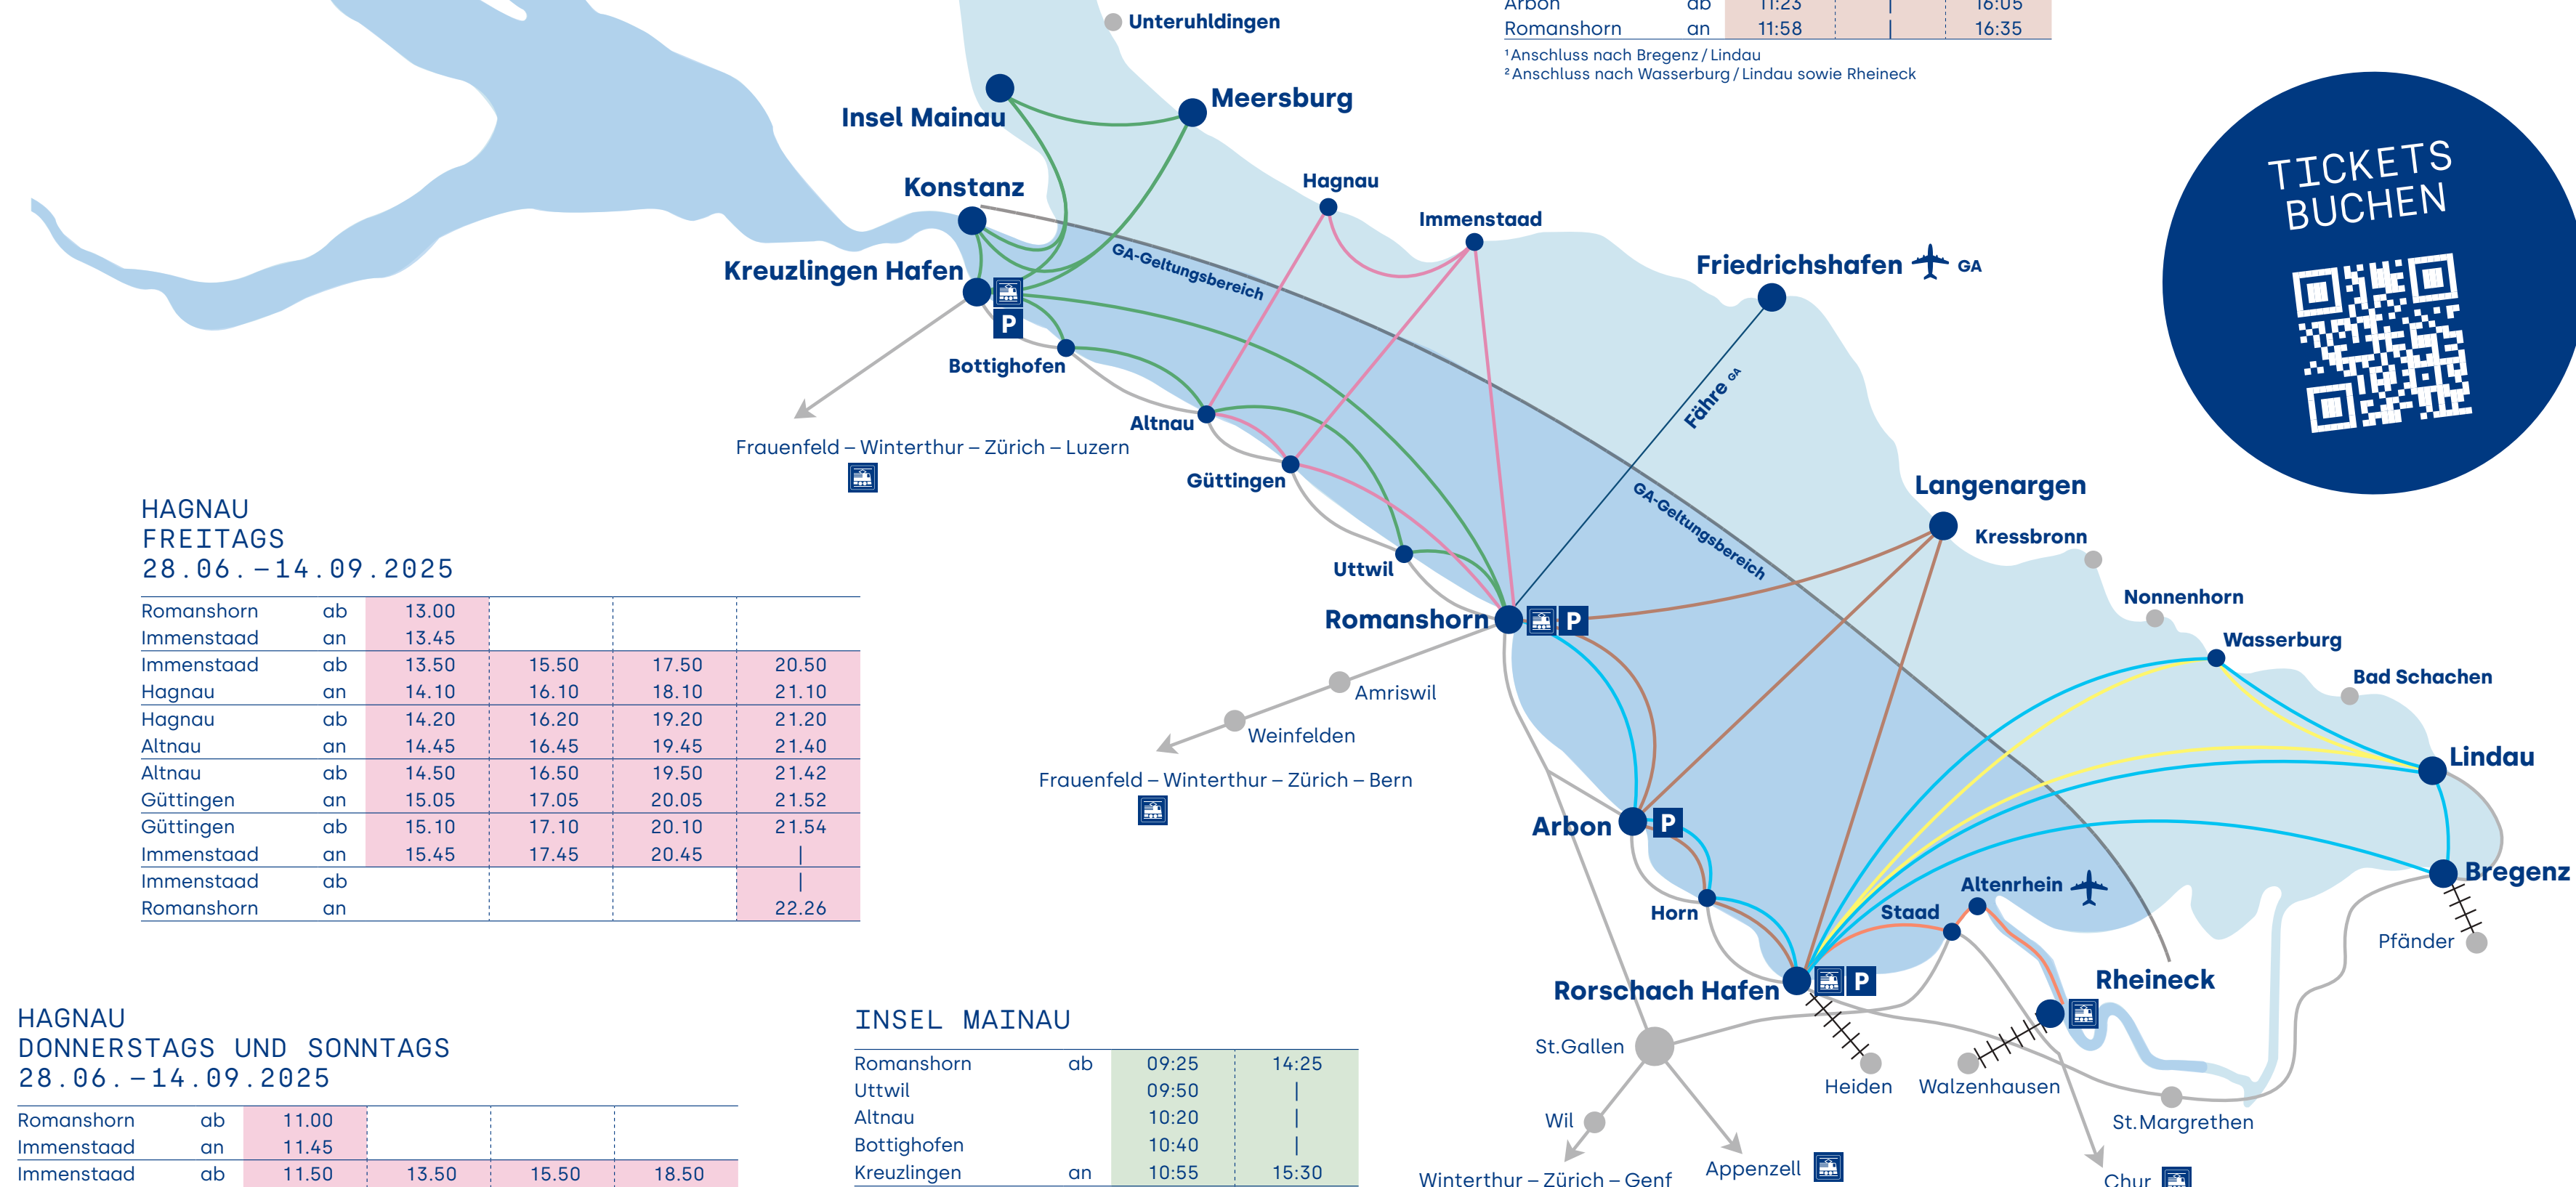 Unteruhldingen
Arbon ab 11:23 | 16:05
Romanshorn an 11:58 | 16:35
¹Anschluss nach Bregenz / Lindau
²Anschluss nach Wasserburg / Lindau sowie Rheineck
Insel Mainau
Meersburg
TICKETS
BUCHEN
Konstanz
Hagnau
Immenstaad
GA-Geltungsbereich
Kreuzlingen Hafen
P
Friedrichshafen GA
Bottighofen
Fähre GA
Altnau
Frauenfeld – Winterthur – Zürich – Luzern
Güttingen
GA-Geltungsbereich
Langenargen
Kressbronn
Uttwil
Nonnenhorn
Romanshorn P
Wasserburg
Bad Schachen
Amriswil
Weinfelden
Lindau
Frauenfeld – Winterthur – Zürich – Bern
Arbon P
Bregenz
Altenrhein
Horn
Staad
Pfänder
Rheineck
Rorschach Hafen P
St.Gallen
Heiden
Walzenhausen
St.Margrethen
Wil
Appenzell
Winterthur – Zürich – Genf
Chur
HAGNAU
FREITAGS
28.06.–14.09.2025
Romanshorn ab 13.00
Immenstaad an 13.45
Immenstaad ab 13.50 15.50 17.50 20.50
Hagnau an 14.10 16.10 18.10 21.10
Hagnau ab 14.20 16.20 19.20 21.20
Altnau an 14.45 16.45 19.45 21.40
Altnau ab 14.50 16.50 19.50 21.42
Güttingen an 15.05 17.05 20.05 21.52
Güttingen ab 15.10 17.10 20.10 21.54
Immenstaad an 15.45 17.45 20.45 |
Immenstaad ab |
Romanshorn an 22.26
HAGNAU
DONNERSTAGS UND SONNTAGS
28.06.–14.09.2025
Romanshorn ab 11.00
Immenstaad an 11.45
Immenstaad ab 11.50 13.50 15.50 18.50
INSEL MAINAU
Romanshorn ab 09:25 14:25
Uttwil 09:50 |
Altnau 10:20 |
Bottighofen 10:40 |
Kreuzlingen an 10:55 15:30